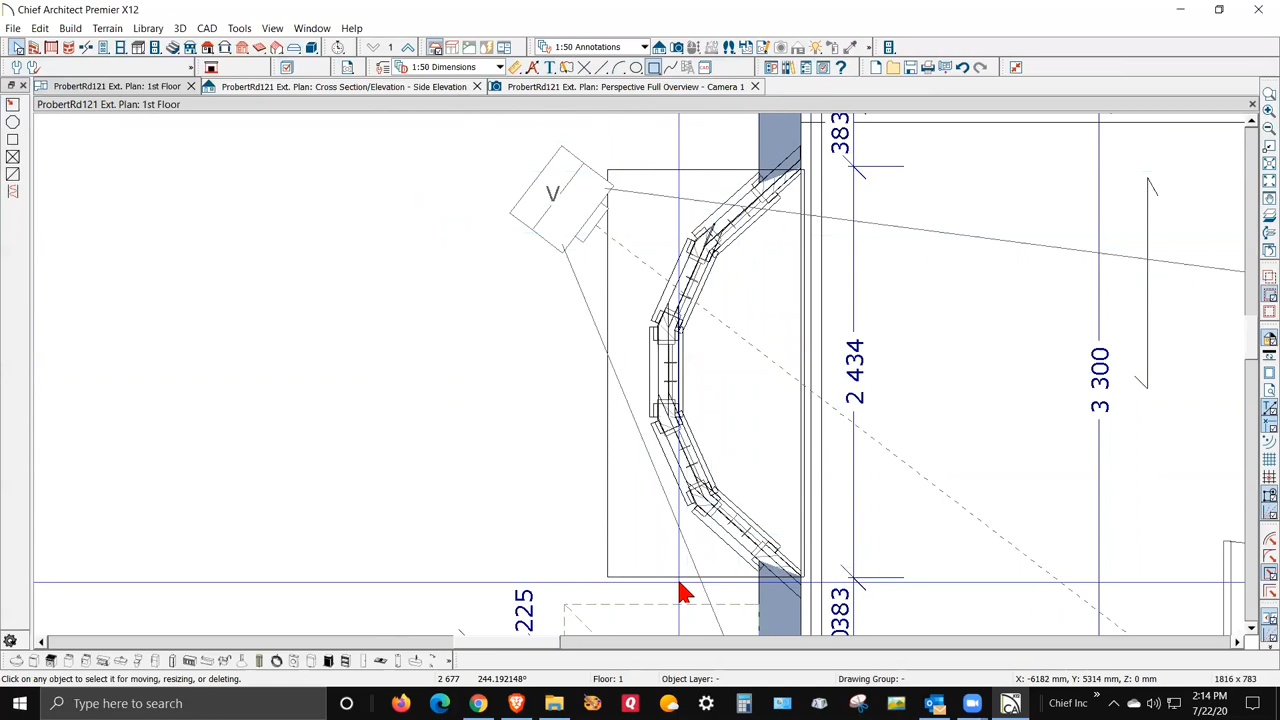 Chief Architect Premier X12
File Edit Build Terrain Library 3D CAD Tools View Window Help
1
1:50 Annotations
1:50 Dimensions
ProbertRd121 Ext. Plan: 1st Floor
ProbertRd121 Ext. Plan: Cross Section/Elevation - Side Elevation
ProbertRd121 Ext. Plan: Perspective Full Overview - Camera 1
ProbertRd121 Ext. Plan: 1st Floor
383
V
2 434
3 300
225
0383
Click on any object to select it for moving, resizing, or deleting.
2 677
244.192148°
Floor: 1
Object Layer: -
Drawing Group: -
X: -6182 mm, Y: 5314 mm, Z: 0 mm
1816 x 783
Type here to search
Chief Inc
2:14 PM
7/22/20